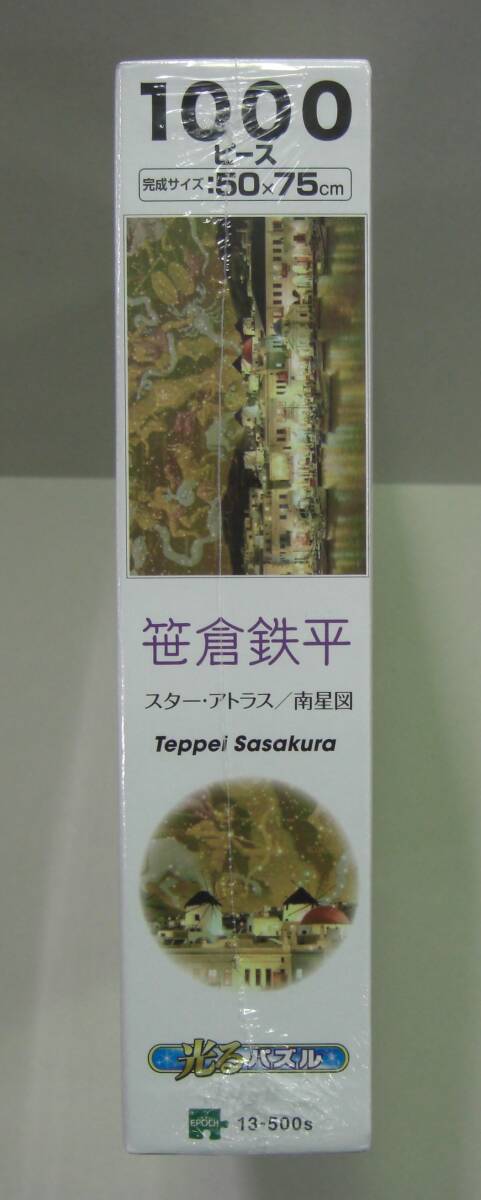 1000
ピース
完成サイズ:50×75cm
笹倉鉄平
スター・アトラス/南星図
Teppei Sasakura
光るパズル
EPOCH 13-500s